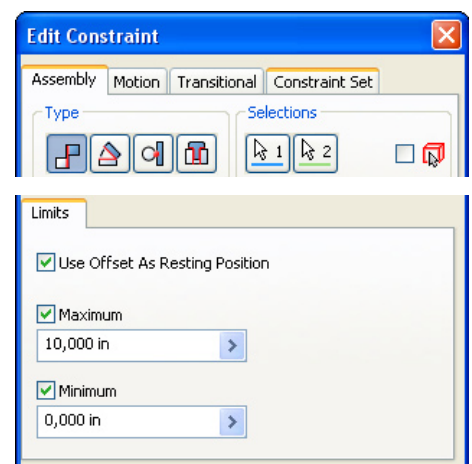 Edit Constraint
Assembly Motion Transitional Constraint Set
Type Selections
1 2
Limits
Use Offset As Resting Position
Maximum
10,000 in
Minimum
0,000 in